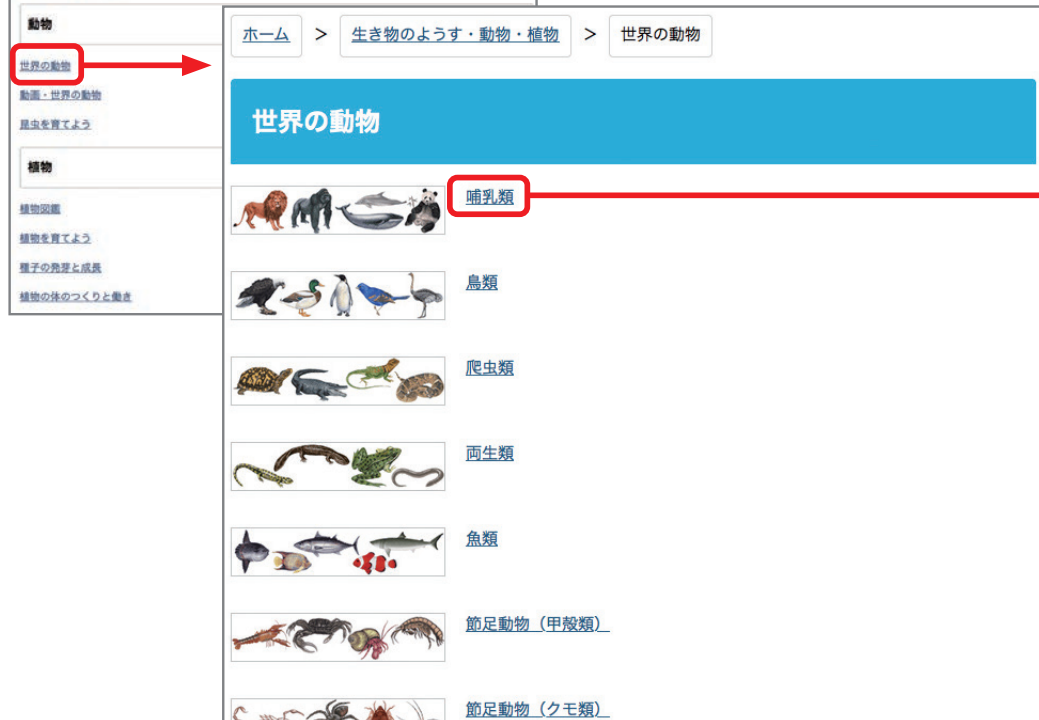 動物
世界の動物
動画・世界の動物
昆虫を育てよう
植物
植物図鑑
植物を育てよう
種子の発芽と成長
植物の体のつくりと働き
ホーム > 生き物のようす・動物・植物 > 世界の動物
世界の動物
哺乳類
鳥類
爬虫類
両生類
魚類
節足動物（甲殻類）
節足動物（クモ類）